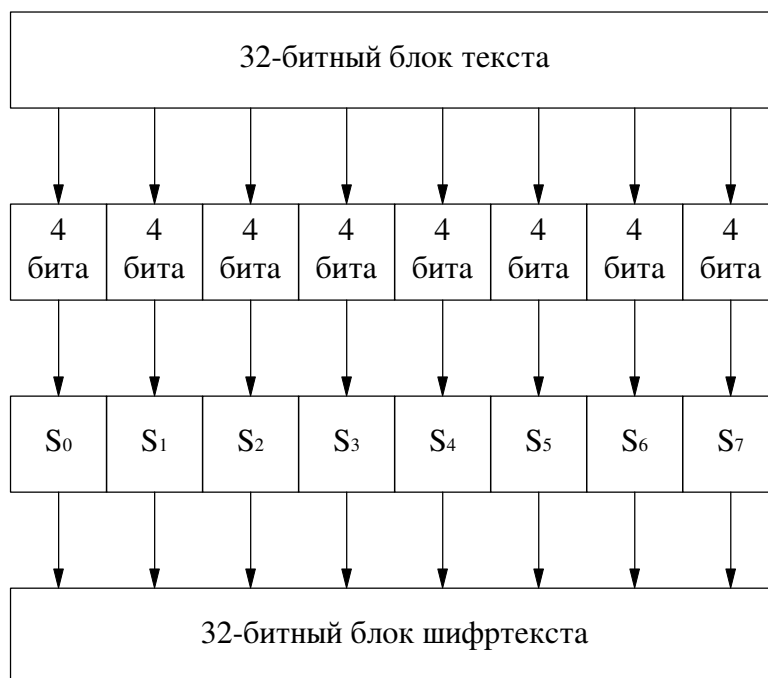 32-битный блок текста
4 4 4 4 4 4 4 4
бита бита бита бита бита бита бита бита
S0 S1 S2 S3 S4 S5 S6 S7
32-битный блок шифртекста